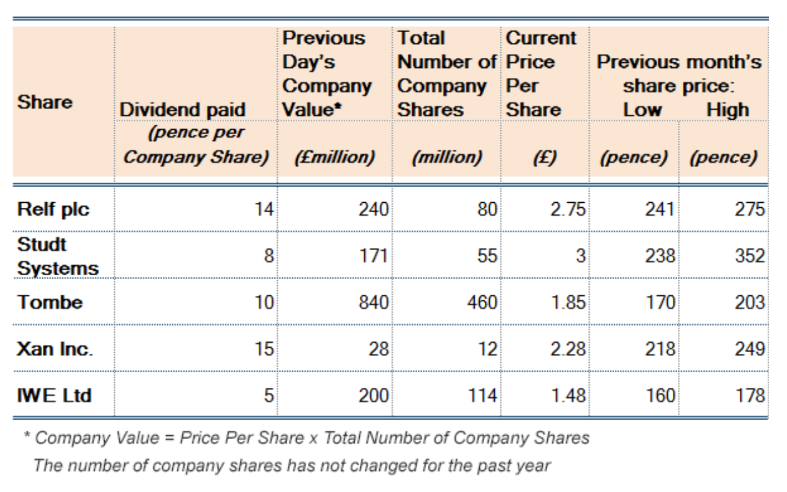 Share Dividend paid Previous Day's Company Value* Total Number of Company Shares Current Price Per Share Previous month's share price: Low High
(pence per Company Share) (£million) (million) (£) (pence) (pence)
Relf plc 14 240 80 2.75 241 275
Studt Systems 8 171 55 3 238 352
Tombe 10 840 460 1.85 170 203
Xan Inc. 15 28 12 2.28 218 249
IWE Ltd 5 200 114 1.48 160 178
* Company Value = Price Per Share x Total Number of Company Shares
The number of company shares has not changed for the past year